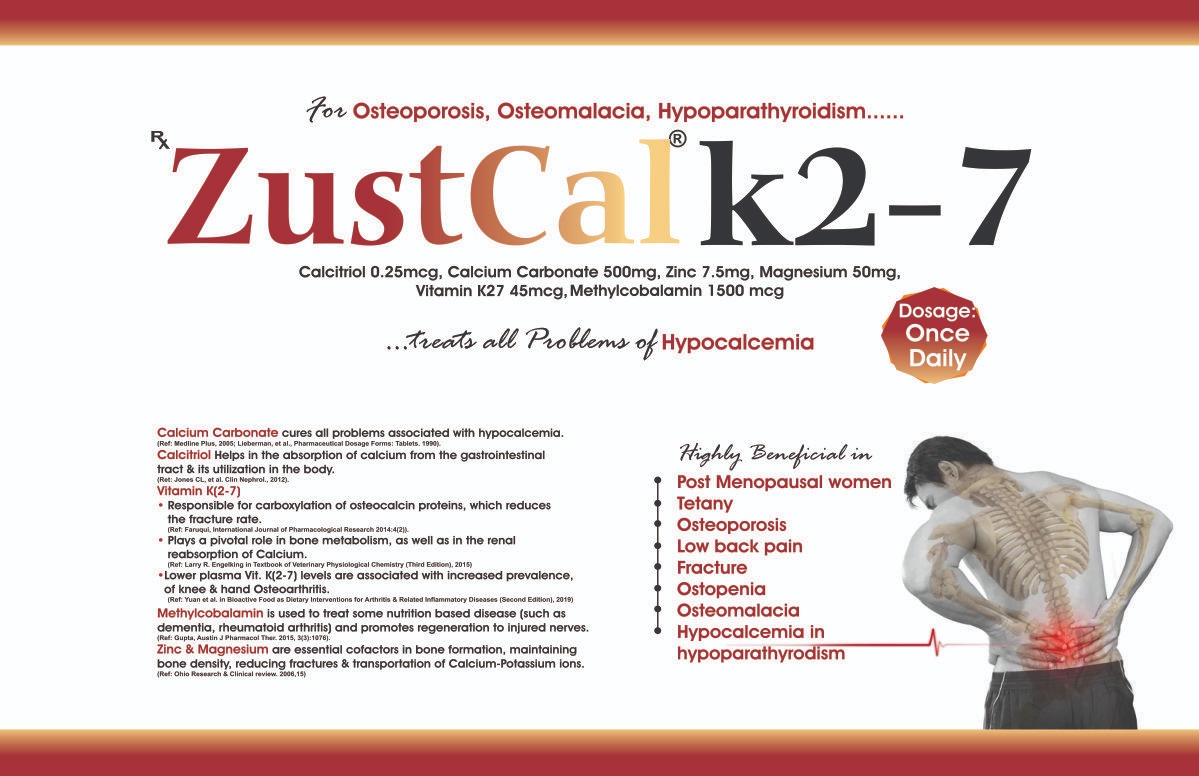 For Osteoporosis, Osteomalacia, Hypoparathyroidism......
Rx ZustCal® k2-7
Calcitriol 0.25mcg, Calcium Carbonate 500mg, Zinc 7.5mg, Magnesium 50mg,
Vitamin K27 45mcg, Methylcobalamin 1500 mcg
...treats all Problems of Hypocalcemia
Dosage:
Once
Daily
Calcium Carbonate cures all problems associated with hypocalcemia.
(Ref: Medline Plus, 2005; Lieberman, et al., Pharmaceutical Dosage Forms: Tablets. 1990).
Calcitriol Helps in the absorption of calcium from the gastrointestinal
tract & its utilization in the body.
(Ret: Jones CL, et al. Clin Nephrol., 2012).
Vitamin K(2-7)
• Responsible for carboxylation of osteocalcin proteins, which reduces
the fracture rate.
(Ref: Faruqui, International Journal of Pharmacological Research 2014:4(2)).
• Plays a pivotal role in bone metabolism, as well as in the renal
reabsorption of Calcium.
(Ref: Larry R. Engelking in Textbook of Veterinary Physiological Chemistry (Third Edition), 2015)
•Lower plasma Vit. K(2-7) levels are associated with increased prevalence,
of knee & hand Osteoarthritis.
(Ref: Yuan et al. in Bioactive Food as Dietary Interventions for Arthritis & Related Inflammatory Diseases (Second Edition), 2019)
Methylcobalamin is used to treat some nutrition based disease (such as
dementia, rheumatoid arthritis) and promotes regeneration to injured nerves.
(Ref: Gupta, Austin J Pharmacol Ther. 2015, 3(3):1076).
Zinc & Magnesium are essential cofactors in bone formation, maintaining
bone density, reducing fractures & transportation of Calcium-Potassium ions.
(Ref: Ohio Research & Clinical review. 2006,15)
Highly Beneficial in
Post Menopausal women
Tetany
Osteoporosis
Low back pain
Fracture
Ostopenia
Osteomalacia
Hypocalcemia in
hypoparathyrodism